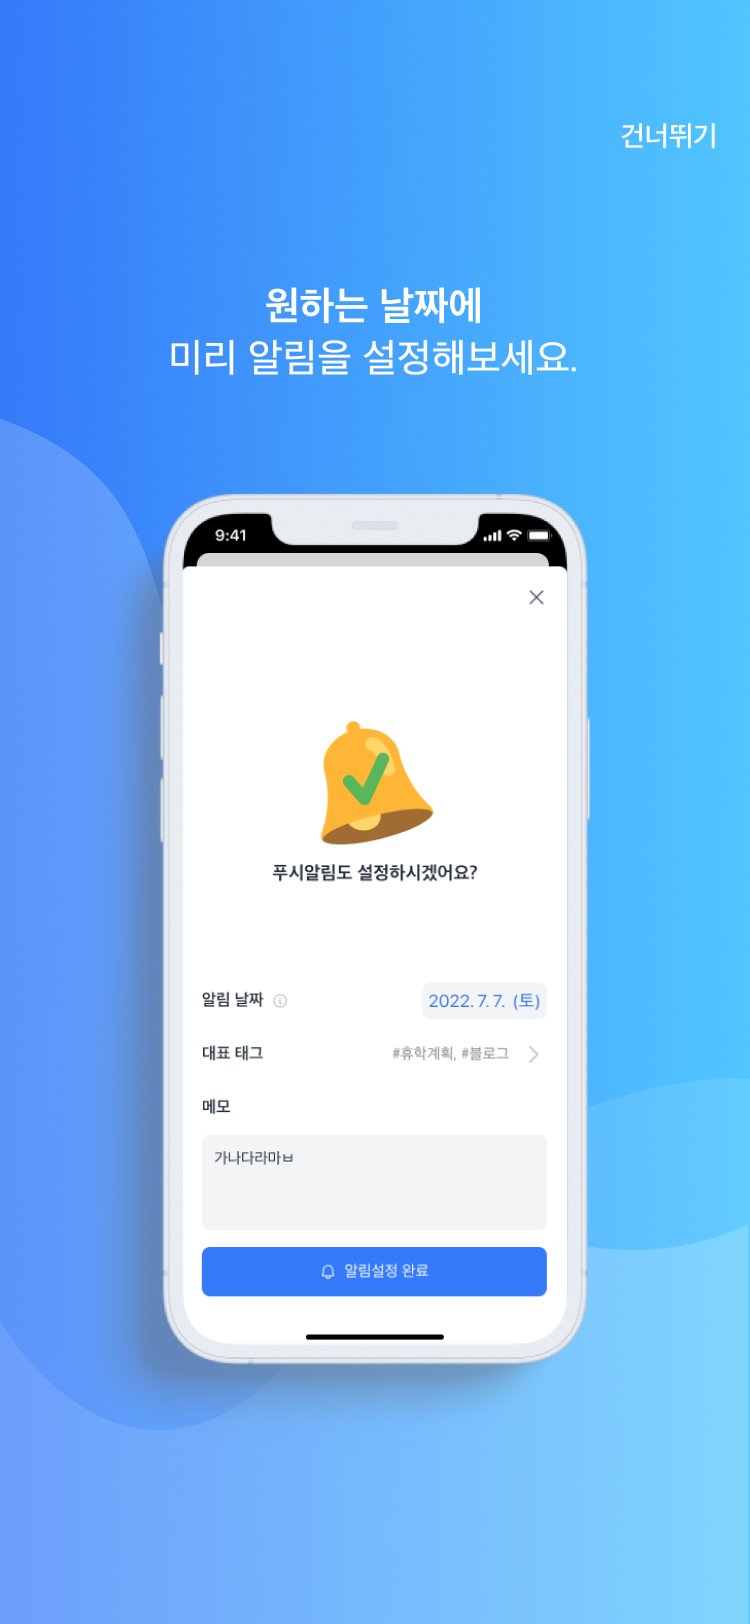 건너뛰기
원하는 날짜에
미리 알림을 설정해보세요.
9:41
푸시알림도 설정하시겠어요?
알림 날짜
2022. 7. 7. (토)
대표 태그
#휴학계획, #블로그
메모
가나다라마ㅂ
알림설정 완료